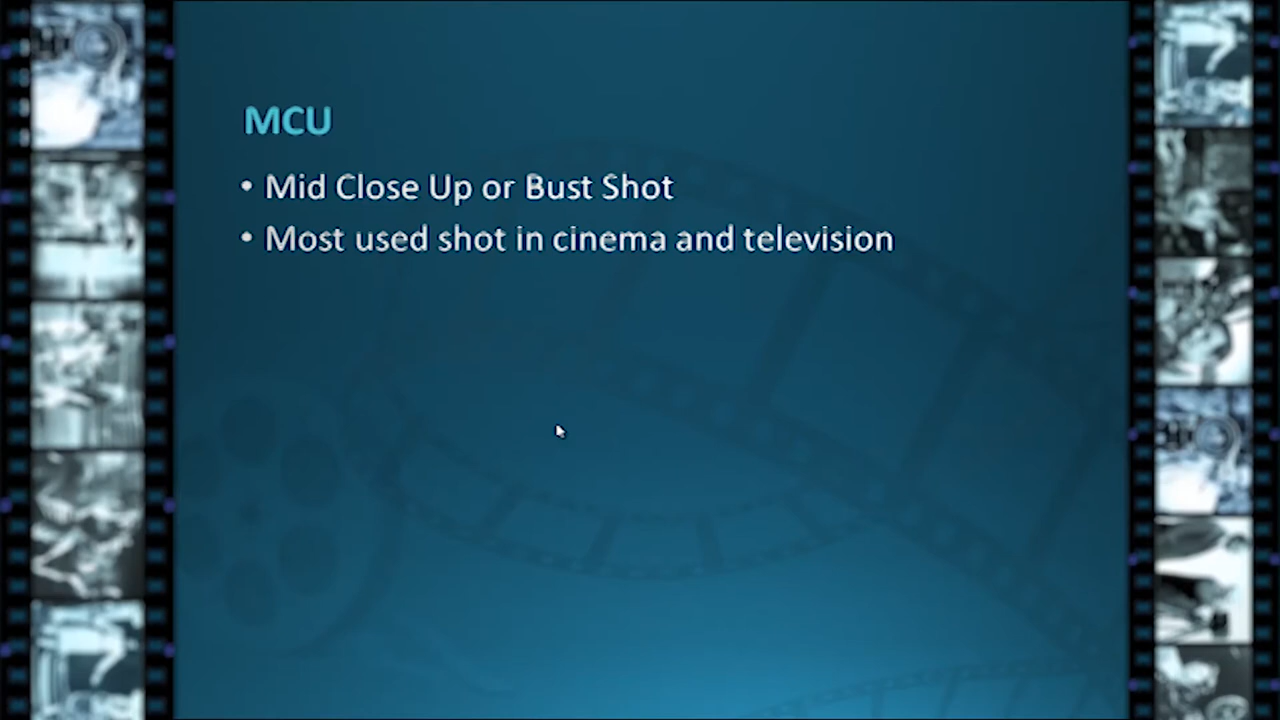 MCU
• Mid Close Up or Bust Shot
• Most used shot in cinema and television